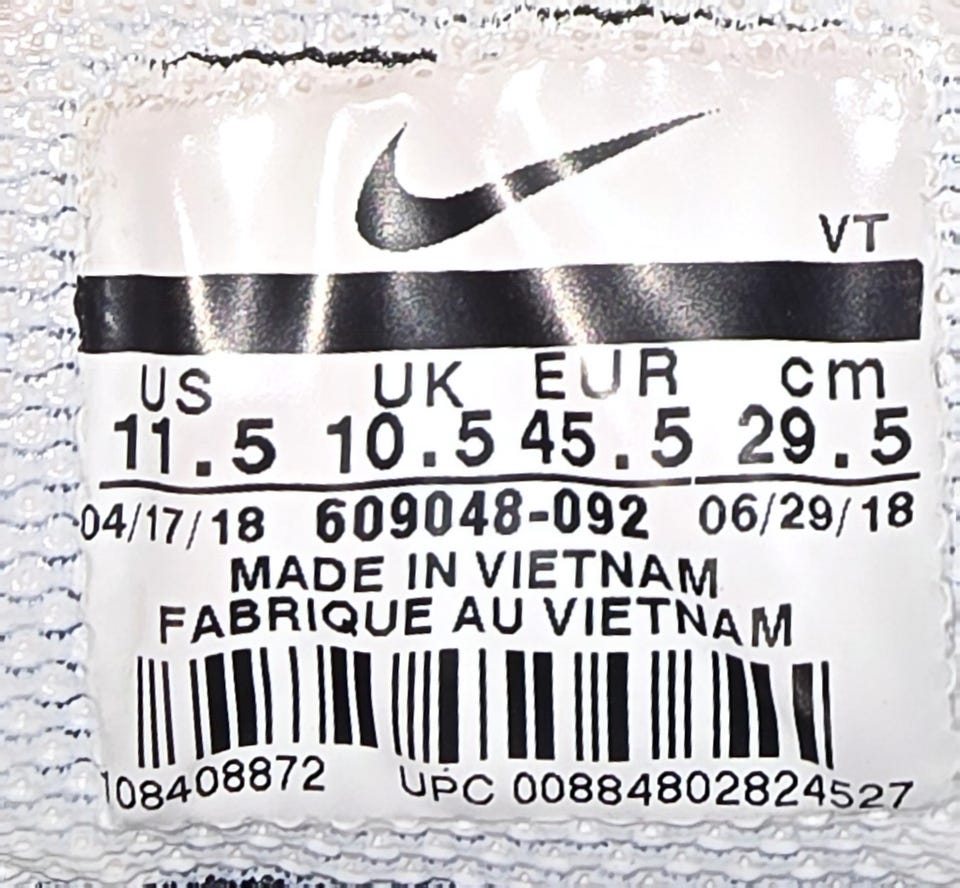 VT
US UK EUR cm
11.5 10.5 45.5 29.5
04/17/18 609048-092 06/29/18
MADE IN VIETNAM
FABRIQUE AU VIETNAM
108408872 UPC 00884802824527